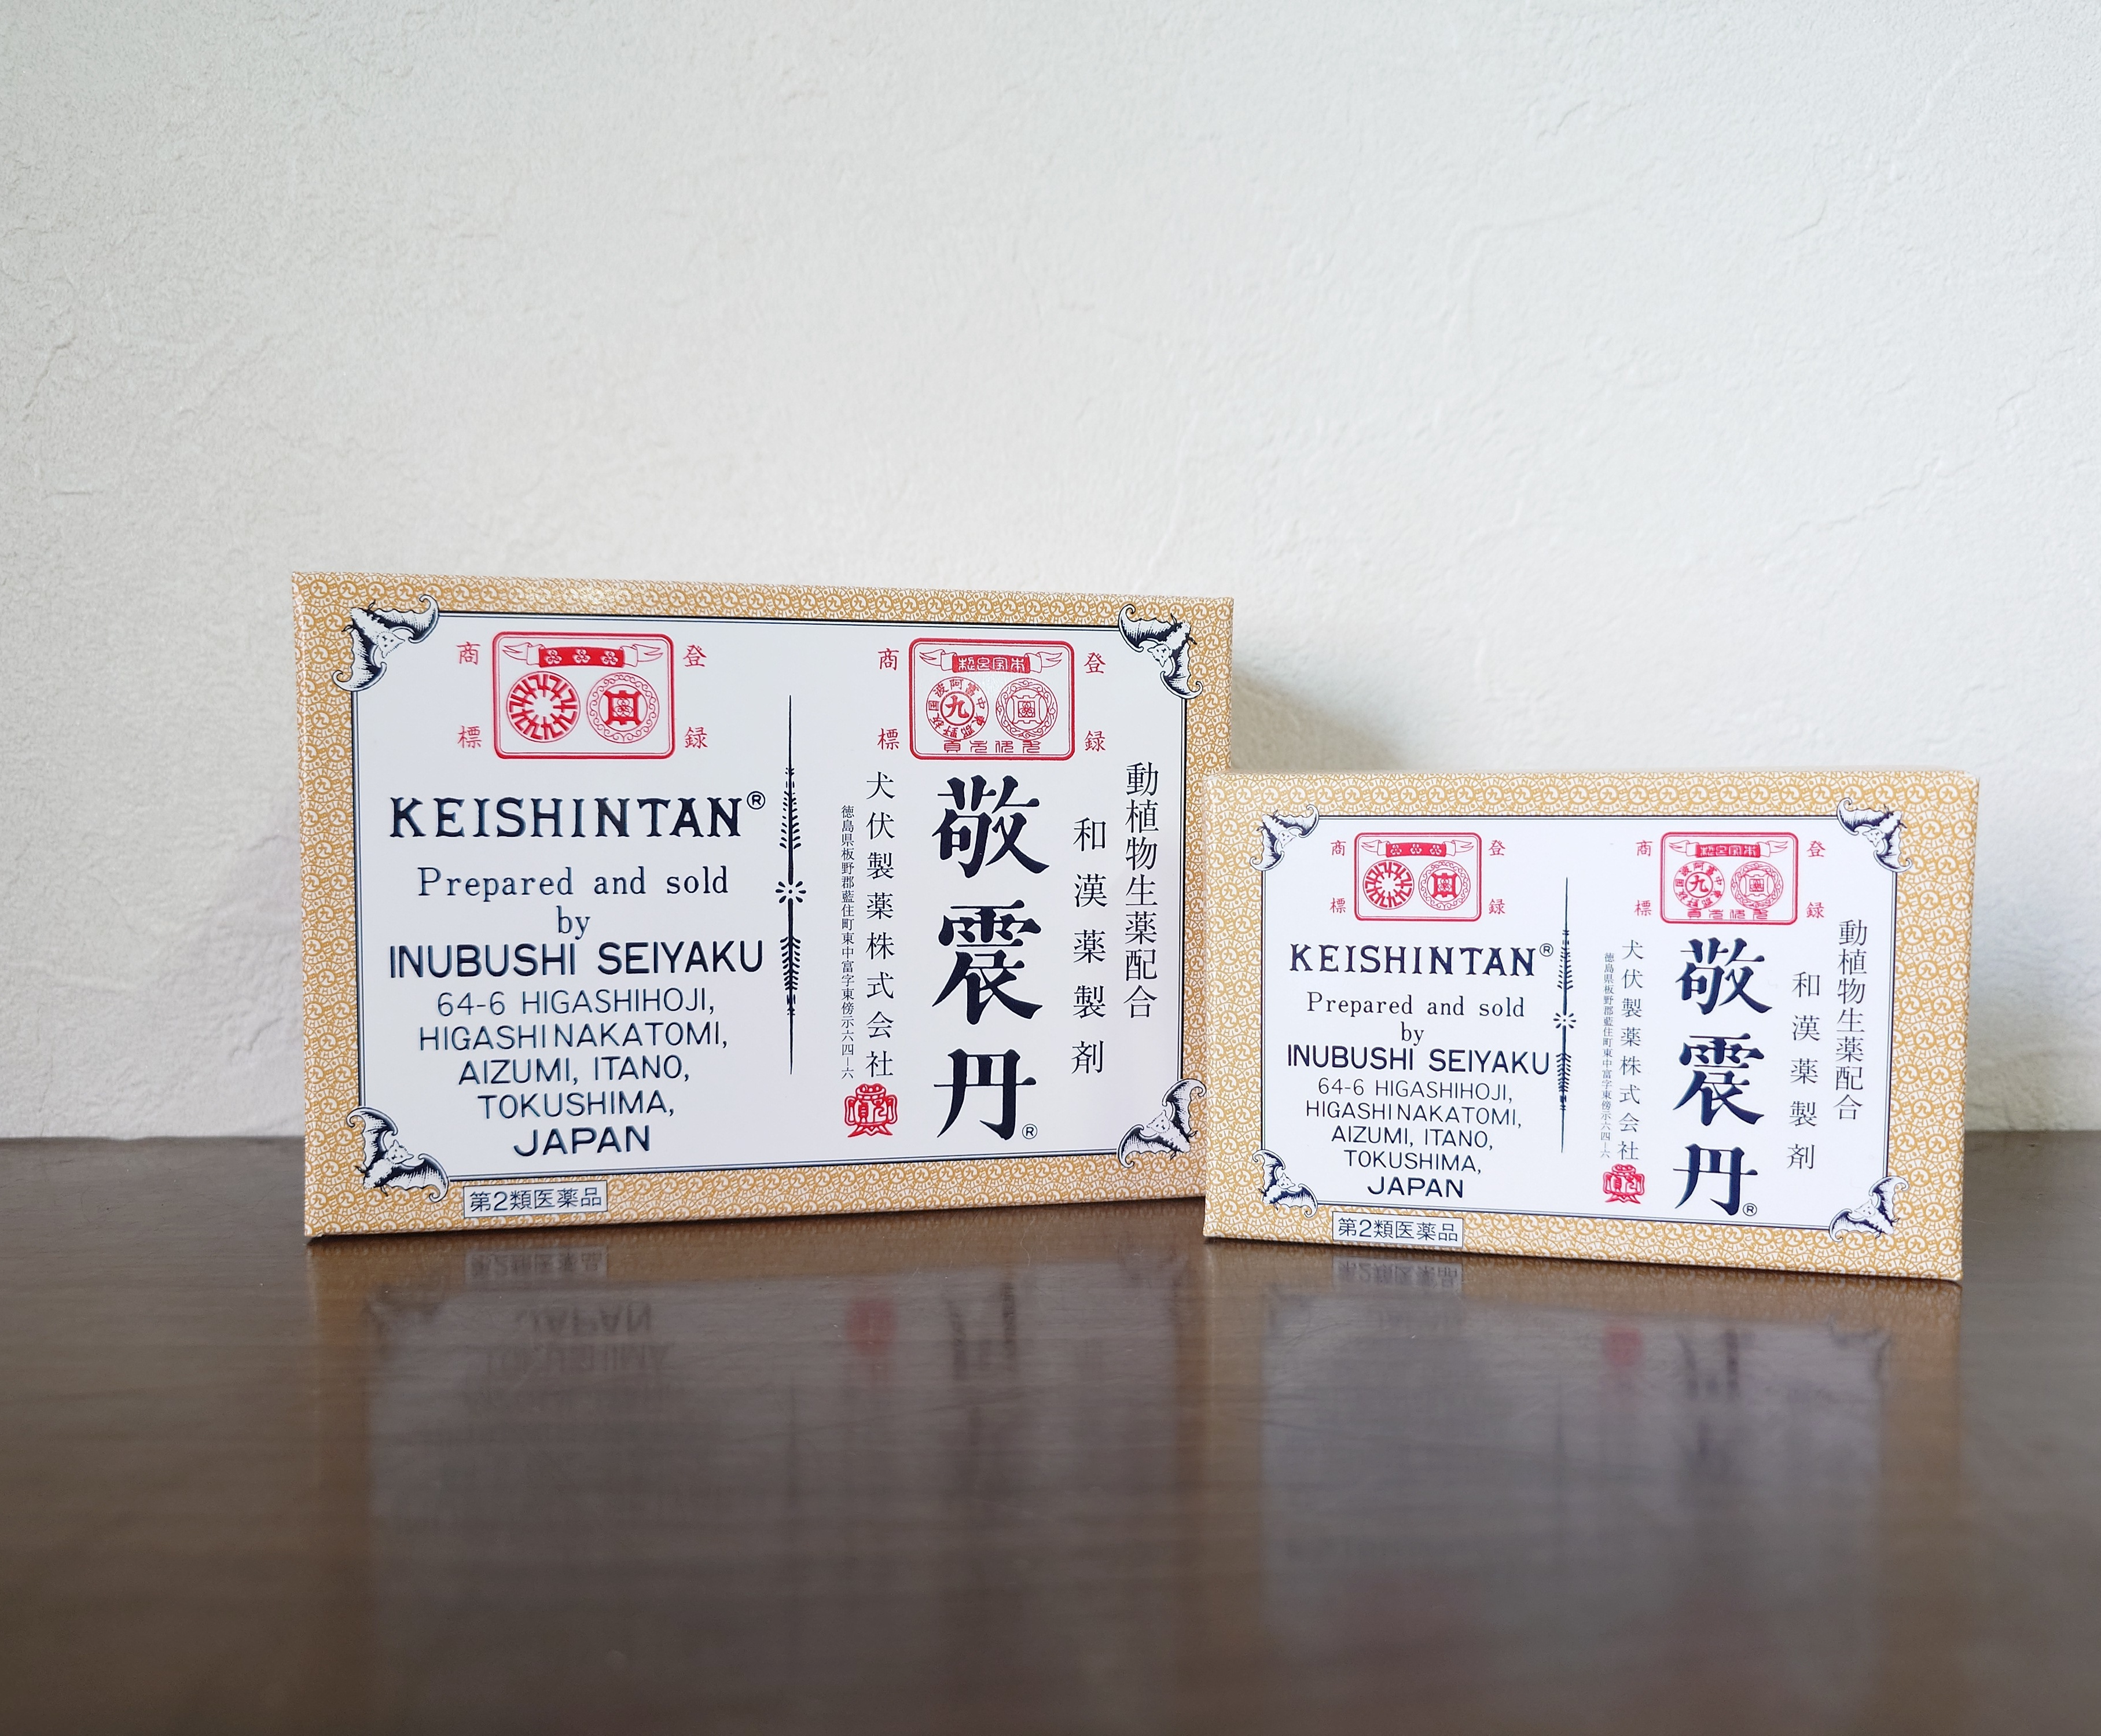 登録
商標
KEISHINTAN®
Prepared and sold
by
INUBUSHI SEIYAKU
64-6 HIGASHIHOJI,
HIGASHINAKATOMI,
AIZUMI, ITANO,
TOKUSHIMA,
JAPAN
登録
商標
九
動植物生薬配合
和漢薬製剤
敬震丹®
犬伏製薬株式会社
徳島県板野郡藍住町東中富字東傍示六四―六
第2類医薬品
登録
商標
KEISHINTAN®
Prepared and sold
by
INUBUSHI SEIYAKU
64-6 HIGASHIHOJI,
HIGASHINAKATOMI,
AIZUMI, ITANO,
TOKUSHIMA,
JAPAN
登録
商標
九
動植物生薬配合
和漢薬製剤
敬震丹®
犬伏製薬株式会社
徳島県板野郡藍住町東中富字東傍示六四―六
第2類医薬品